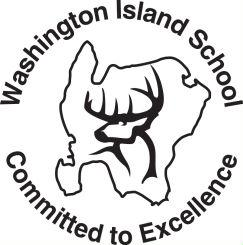 Washington Island School
Committed to Excellence